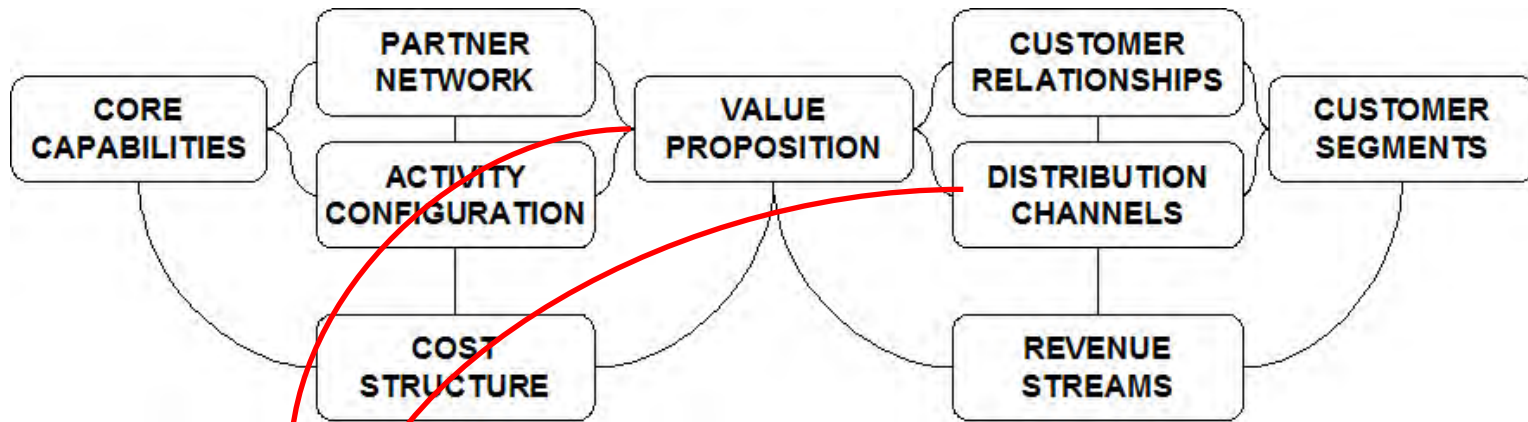 CORE
CAPABILITIES
PARTNER
NETWORK
ACTIVITY
CONFIGURATION
COST
STRUCTURE
VALUE
PROPOSITION
CUSTOMER
RELATIONSHIPS
DISTRIBUTION
CHANNELS
REVENUE
STREAMS
CUSTOMER
SEGMENTS